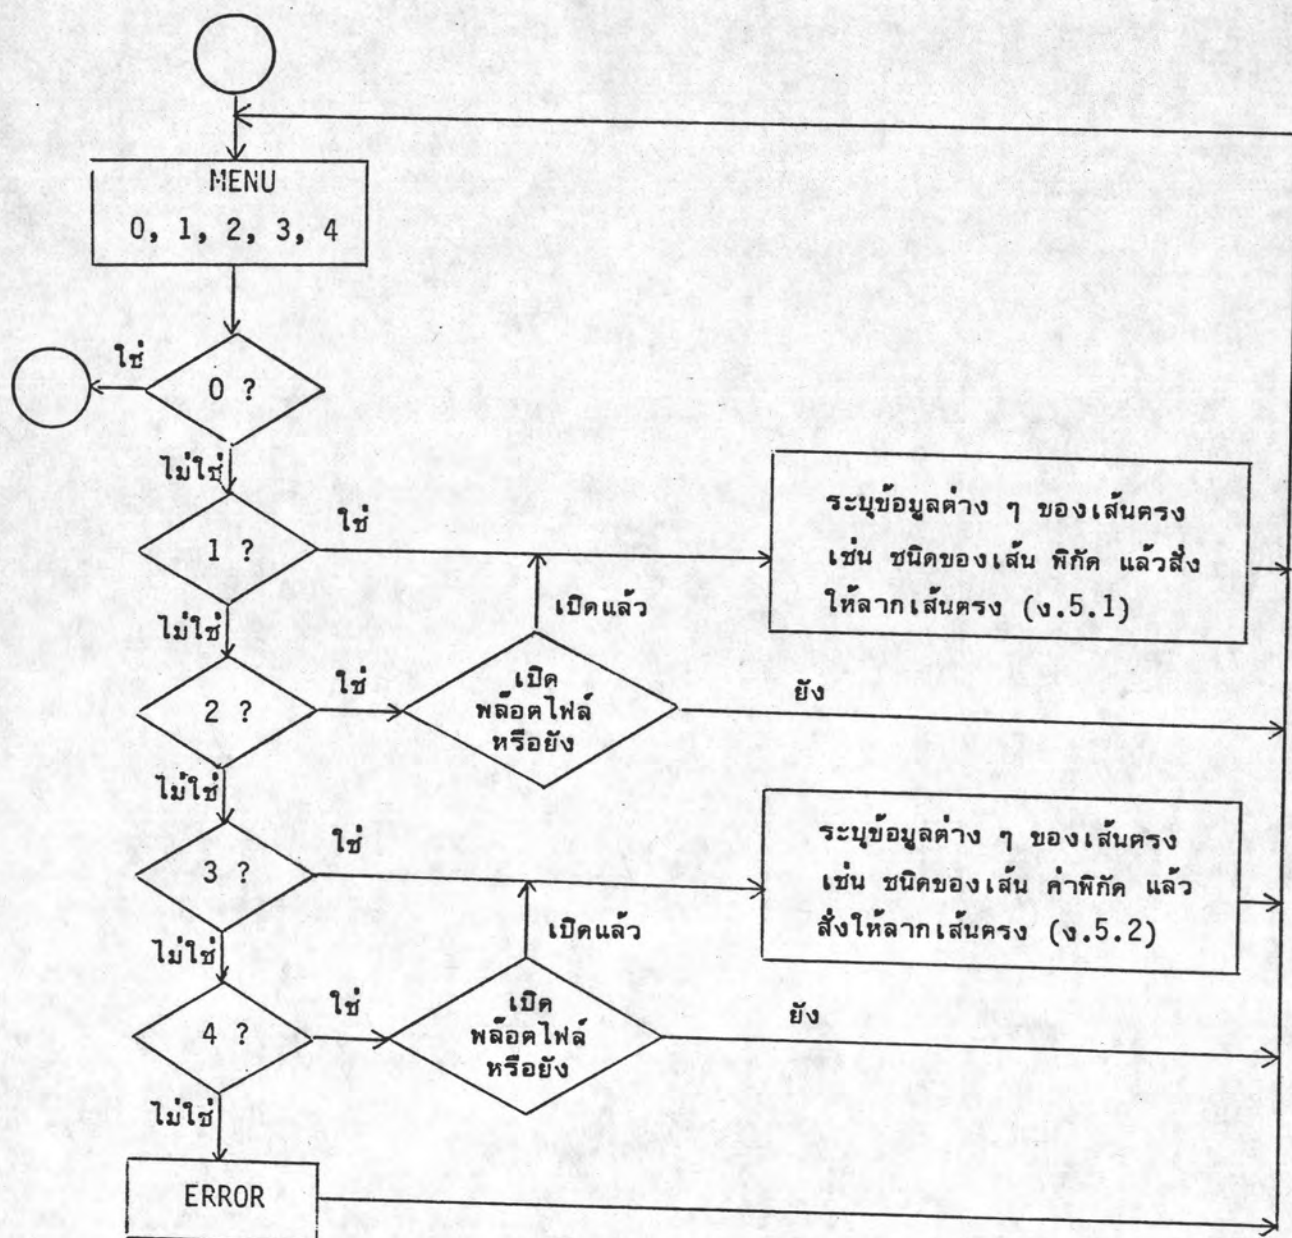 MENU
0, 1, 2, 3, 4
ใช่
0 ?
ไม่ใช่
1 ?
ใช่
ระบุข้อมูลต่าง ๆ ของเส้นตรง
เช่น ชนิดของเส้น พิกัด แล้วสั่ง
ให้ลากเส้นตรง (ง.5.1)
ไม่ใช่
เปิดแล้ว
2 ?
ใช่
เปิด
พล๊อตไฟล์
หรือยัง
ยัง
ไม่ใช่
3 ?
ใช่
ระบุข้อมูลต่าง ๆ ของเส้นตรง
เช่น ชนิดของเส้น ค่าพิกัด แล้ว
สั่งให้ลากเส้นตรง (ง.5.2)
ไม่ใช่
เปิดแล้ว
4 ?
ใช่
เปิด
พล๊อตไฟล์
หรือยัง
ยัง
ไม่ใช่
ERROR